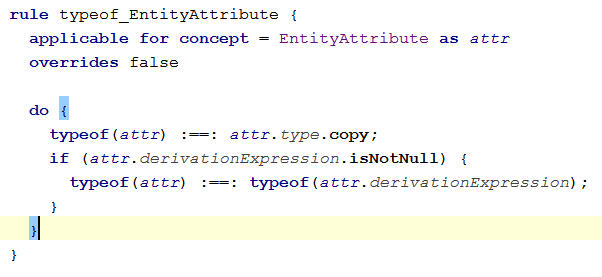 rule typeof_EntityAttribute {
applicable for concept = EntityAttribute as attr
overrides false
do {
typeof(attr) :==: attr.type.copy;
if (attr.derivationExpression.isNotNull) {
typeof(attr) :==: typeof(attr.derivationExpression);
}
}
}